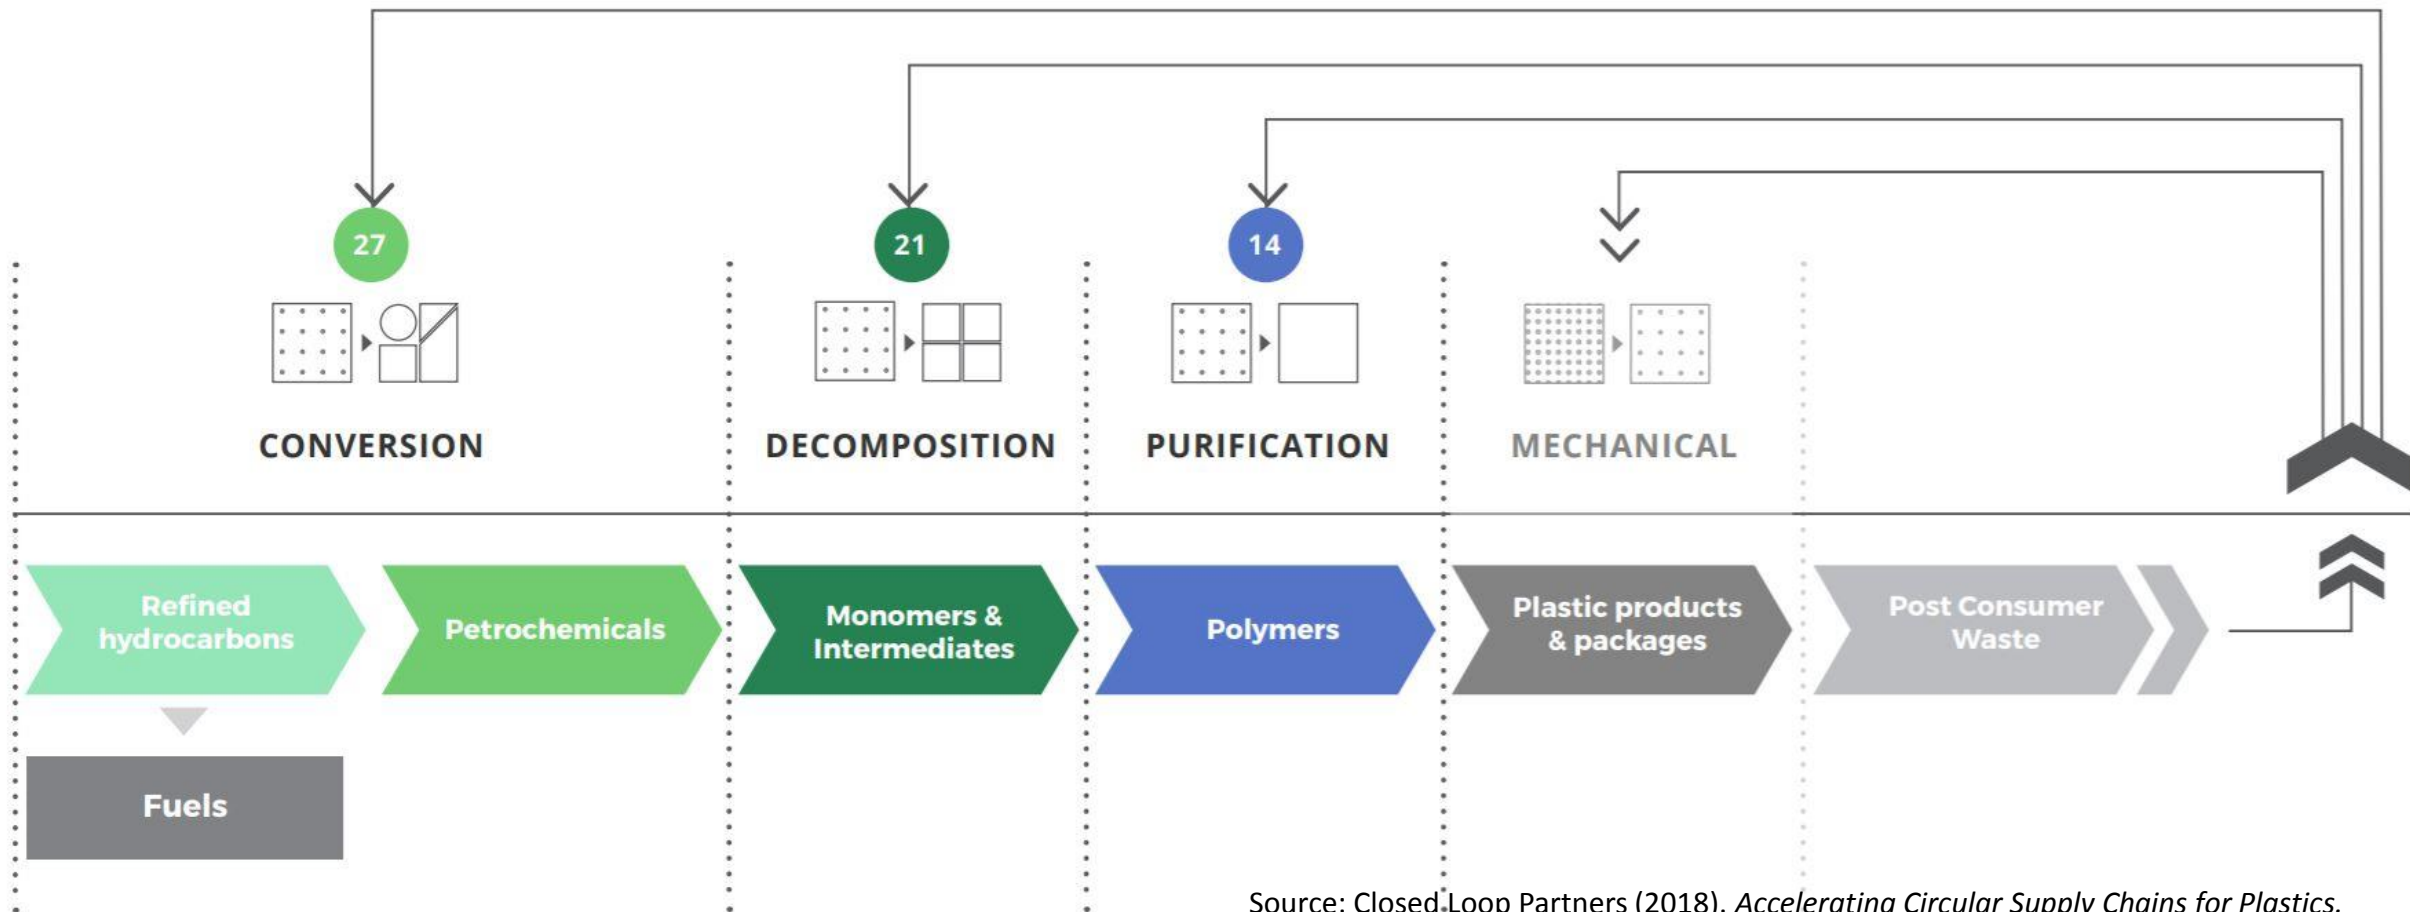 27
21
14
CONVERSION
DECOMPOSITION
PURIFICATION
MECHANICAL
Refined
hydrocarbons
Petrochemicals
Monomers &
Intermediates
Polymers
Plastic products
& packages
Post Consumer
Waste
Fuels
Source: Closed Loop Partners (2018). Accelerating Circular Supply Chains for Plastics.